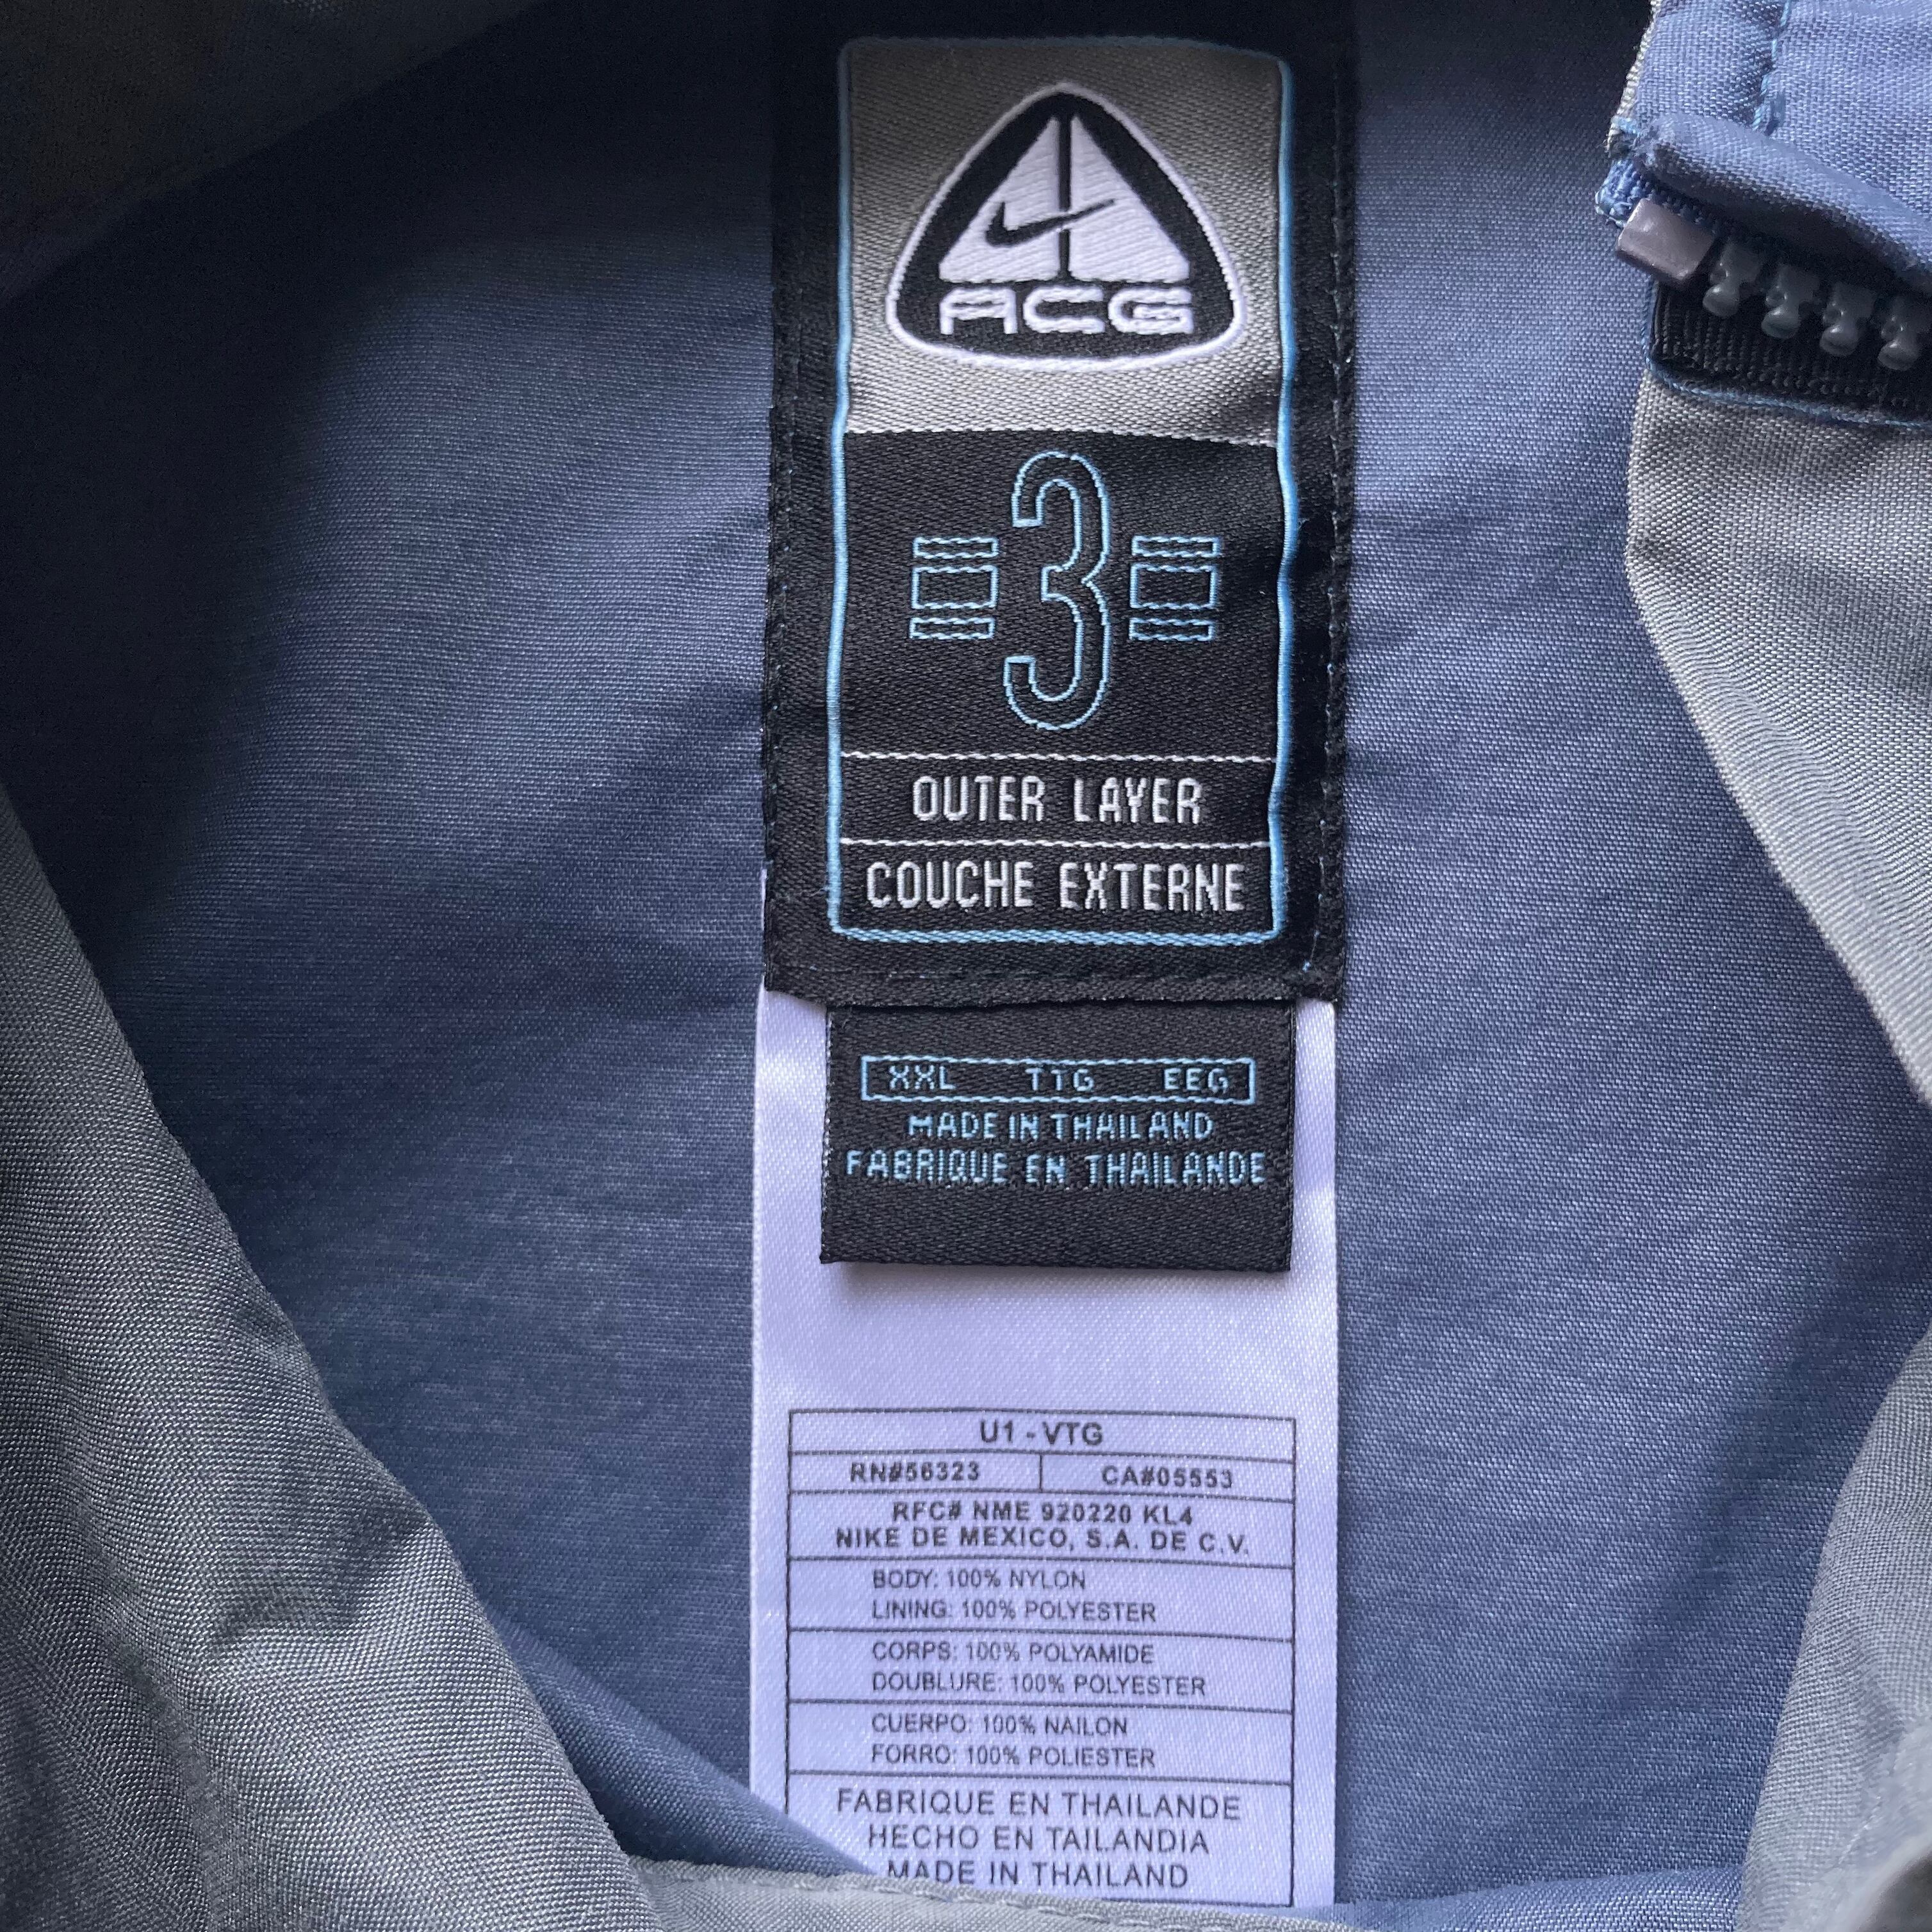 ACG
3
OUTER LAYER
COUCHE EXTERNE
XXL TTG EEG
MADE IN THAILAND
FABRIQUE EN THAILANDE
U1 - VTG
RN#56323 CA#05553
RFC# NME 920220 KL4
NIKE DE MEXICO, S.A. DE C.V.
BODY: 100% NYLON
LINING: 100% POLYESTER
CORPS: 100% POLYAMIDE
DOUBLURE: 100% POLYESTER
CUERPO: 100% NAILON
FORRO: 100% POLIESTER
FABRIQUE EN THAILANDE
HECHO EN TAILANDIA
MADE IN THAILAND